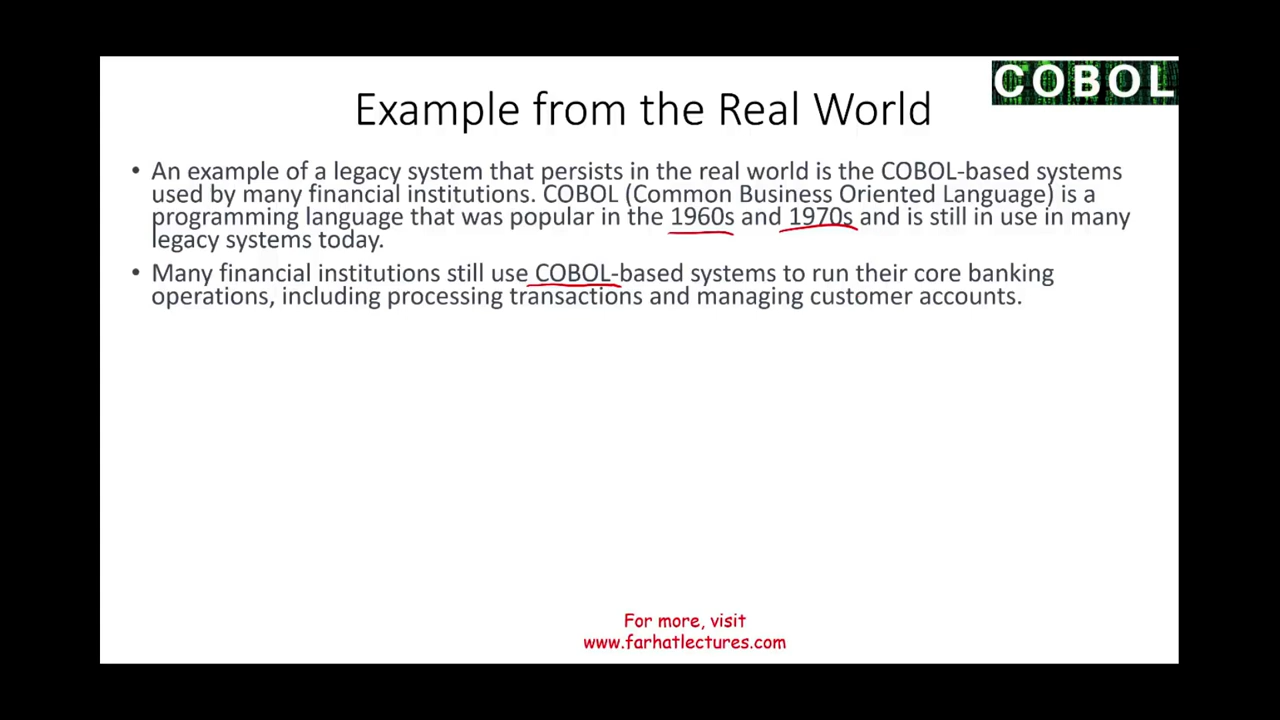 COBOL
Example from the Real World
• An example of a legacy system that persists in the real world is the COBOL-based systems
used by many financial institutions. COBOL (Common Business Oriented Language) is a
programming language that was popular in the 1960s and 1970s and is still in use in many
legacy systems today.
• Many financial institutions still use COBOL-based systems to run their core banking
operations, including processing transactions and managing customer accounts.
For more, visit
www.farhatlectures.com